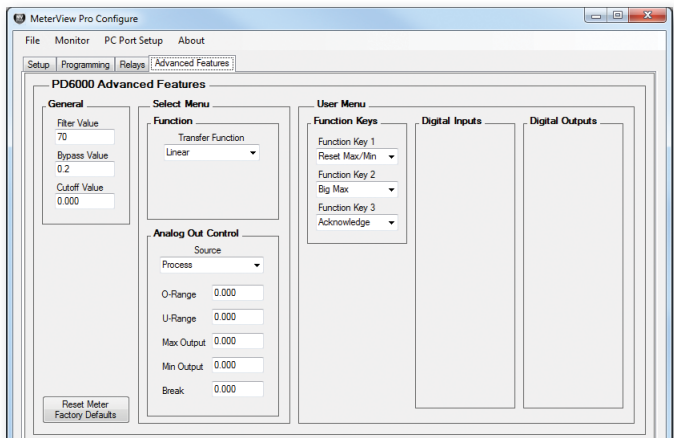 MeterView Pro Configure
File Monitor PC Port Setup About
Setup Programming Relays Advanced Features
PD6000 Advanced Features
General
Filter Value
70
Bypass Value
0.2
Cutoff Value
0.000
Reset Meter
Factory Defaults
Select Menu
Function
Transfer Function
Linear
Analog Out Control
Source
Process
O-Range 0.000
U-Range 0.000
Max Output 0.000
Min Output 0.000
Break 0.000
User Menu
Function Keys
Function Key 1
Reset Max/Min
Function Key 2
Big Max
Function Key 3
Acknowledge
Digital Inputs
Digital Outputs